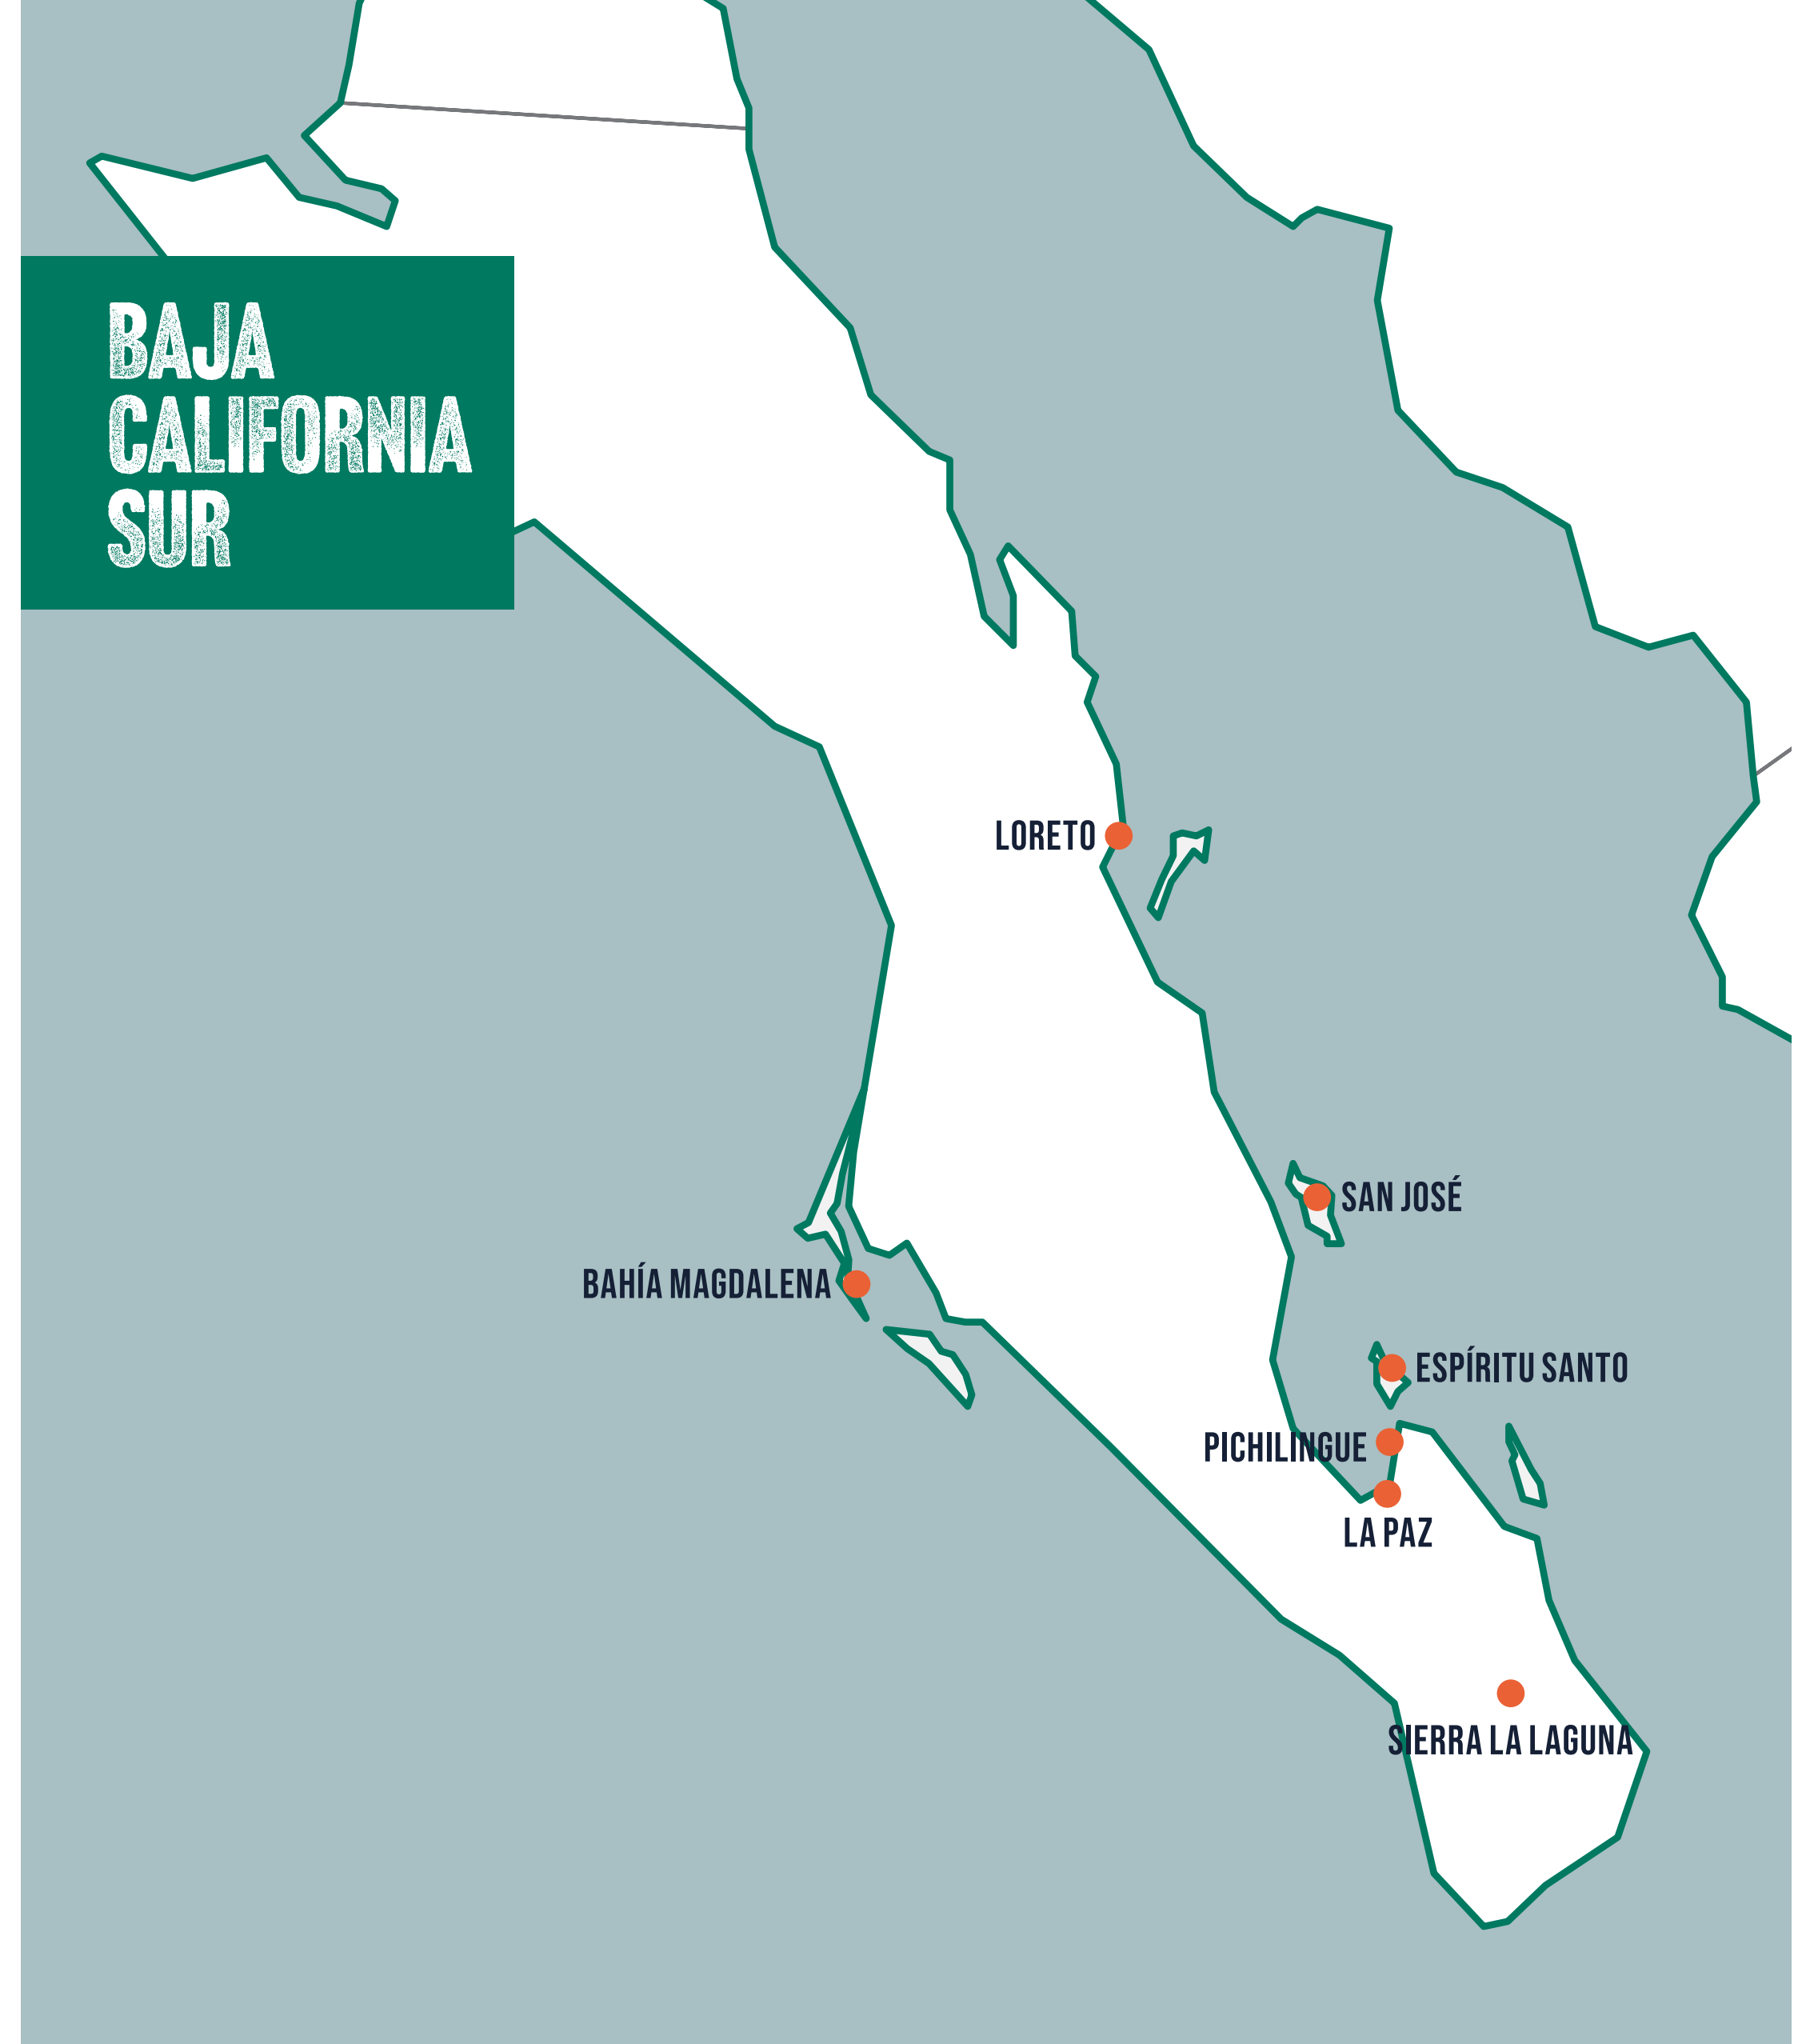 BAJA
CALIFORNIA
SUR
LORETO
SAN JOSÉ
BAHÍA MAGDALENA
ESPÍRITU SANTO
PICHILINGUE
LA PAZ
SIERRA LA LAGUNA